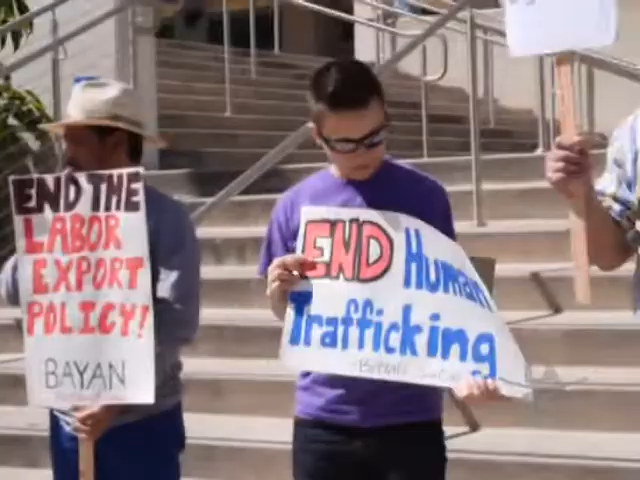 END THE
LABOR
EXPORT
POLICY!
BAYAN
END Human
Trafficking